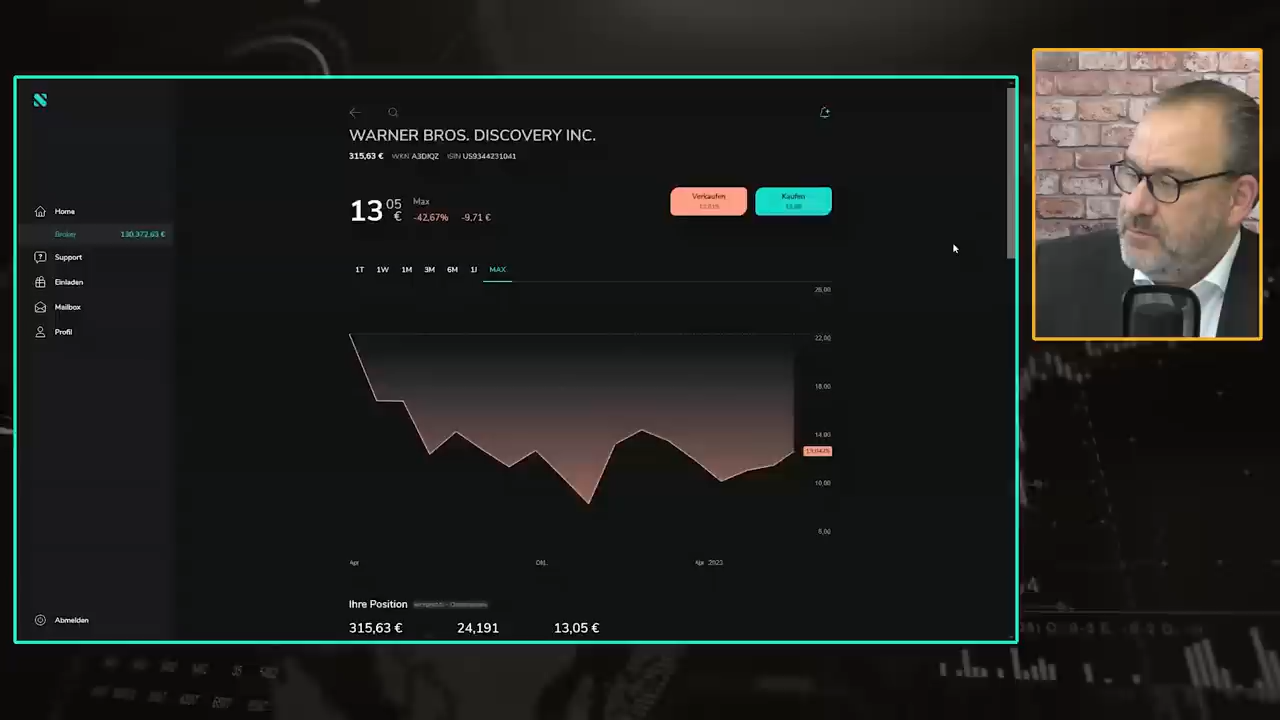 WARNER BROS. DISCOVERY INC.
315,63 € WKN A3DJQZ ISIN US9344231041
13 05 €
Max
-42,67% -9,71 €
Verkaufen
Kaufen
Home
Broker 130.372,63 €
Support
Einladen
Mailbox
Profil
Abmelden
1T 1W 1M 3M 6M 1J MAX
26,00
22,00
18,00
14,00
10,00
6,00
Apr Okt. Apr 2023
Ihre Position
315,63 € 24,191 13,05 €